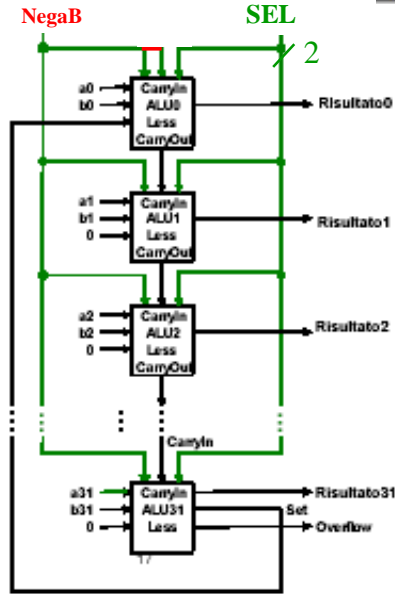 NegaB SEL
2
a0 CarryIn
b0 ALU0 Risultato0
Less
CarryOut
a1 CarryIn
b1 ALU1 Risultato1
0 Less
CarryOut
a2 CarryIn
b2 ALU2 Risultato2
0 Less
CarryOut
CarryIn
a31 CarryIn Risultato31
b31 ALU31 Set
0 Less Overflow
17